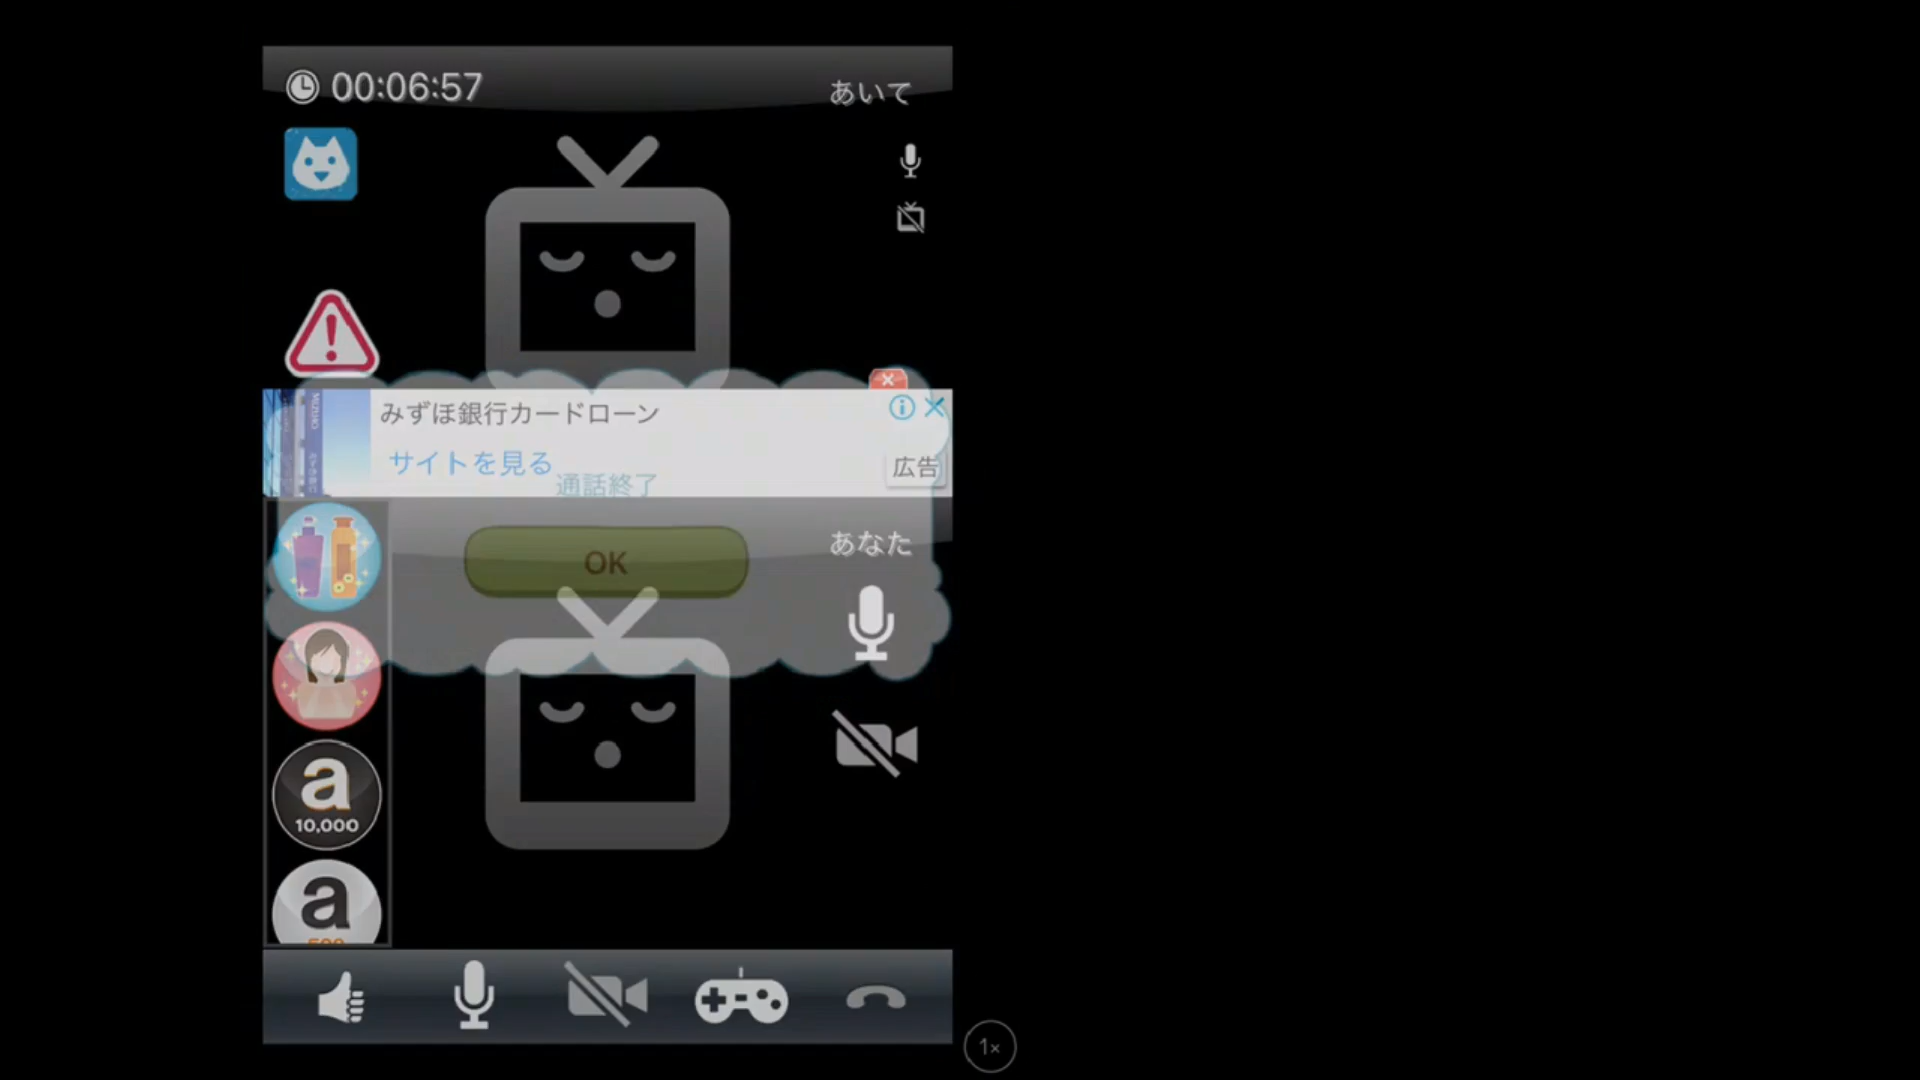 00:06:57
あいて
みずほ銀行カードローン
サイトを見る
広告
通話終了
OK
あなた
a
10,000
a
1×